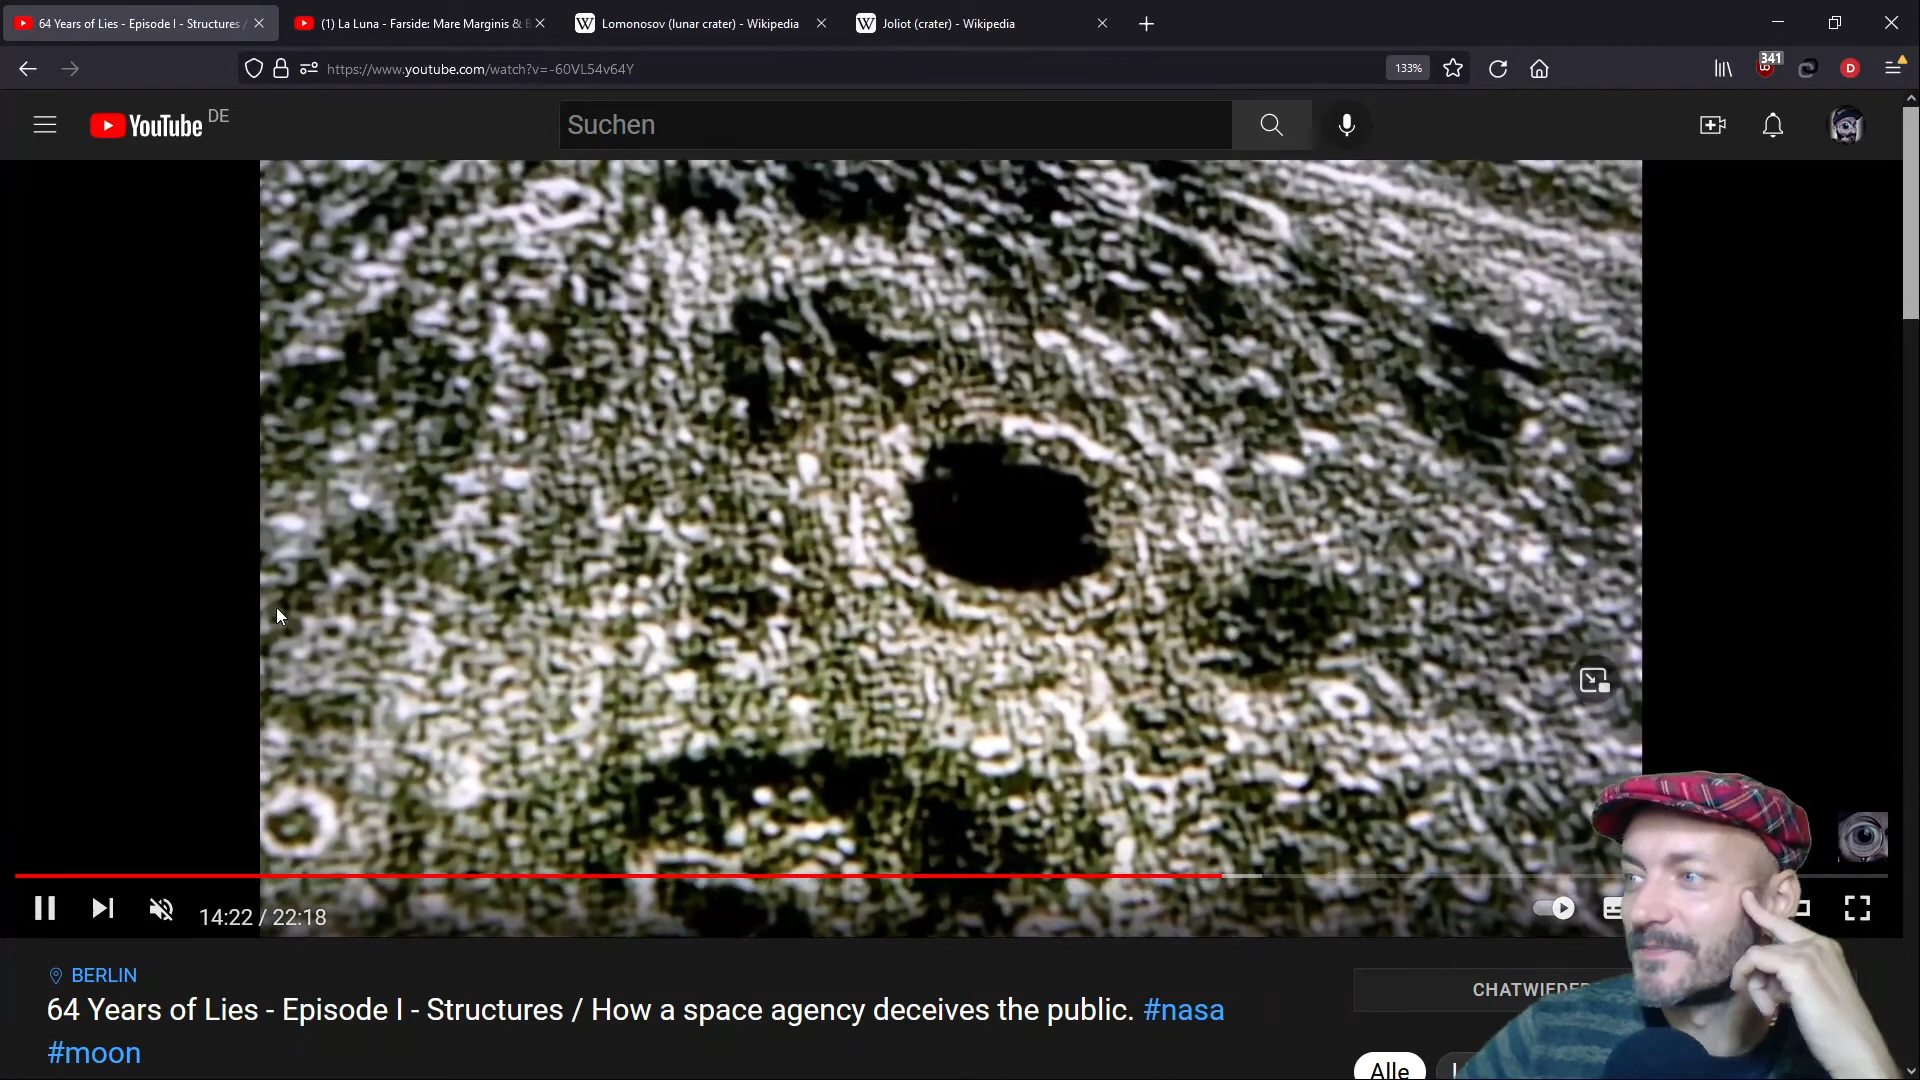 64 Years of Lies - Episode I - Structures /
(1) La Luna - Farside: Mare Marginis &
Lomonosov (lunar crater) - Wikipedia
Joliot (crater) - Wikipedia
https://www.youtube.com/watch?v=-60VL54v64Y
133%
341
D
YouTube DE
Suchen
14:22 / 22:18
BERLIN
64 Years of Lies - Episode I - Structures / How a space agency deceives the public. #nasa
#moon
CHATWIEDE
Alle